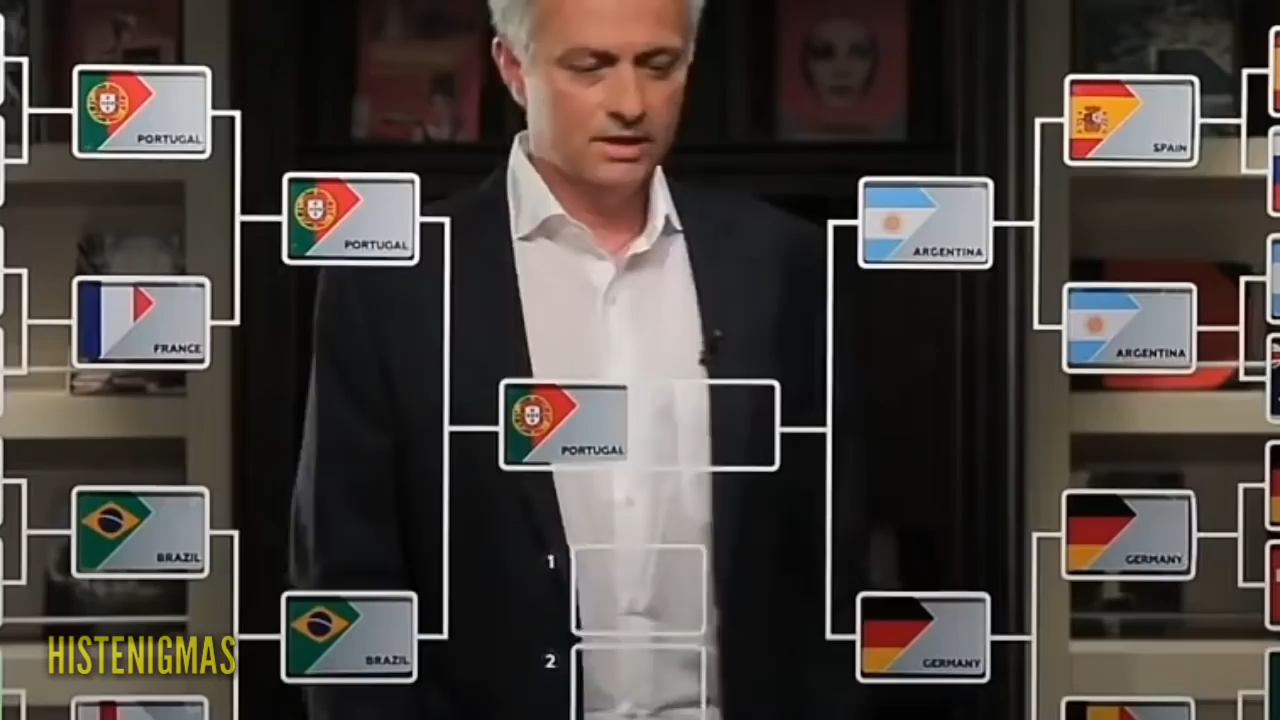 PORTUGAL
SPAIN
PORTUGAL
ARGENTINA
FRANCE
ARGENTINA
PORTUGAL
1
BRAZIL
GERMANY
2
BRAZIL
GERMANY
HISTENIGMAS